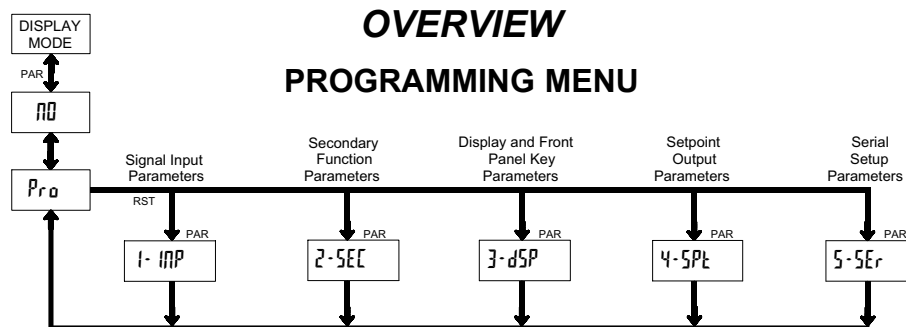 OVERVIEW
PROGRAMMING MENU
DISPLAY
MODE
PAR
NO
Pro
RST
Signal Input
Parameters
Secondary
Function
Parameters
Display and Front
Panel Key
Parameters
Setpoint
Output
Parameters
Serial
Setup
Parameters
PAR
PAR
PAR
PAR
PAR
1-INP
2-SEC
3-dSP
4-SPt
5-SEr